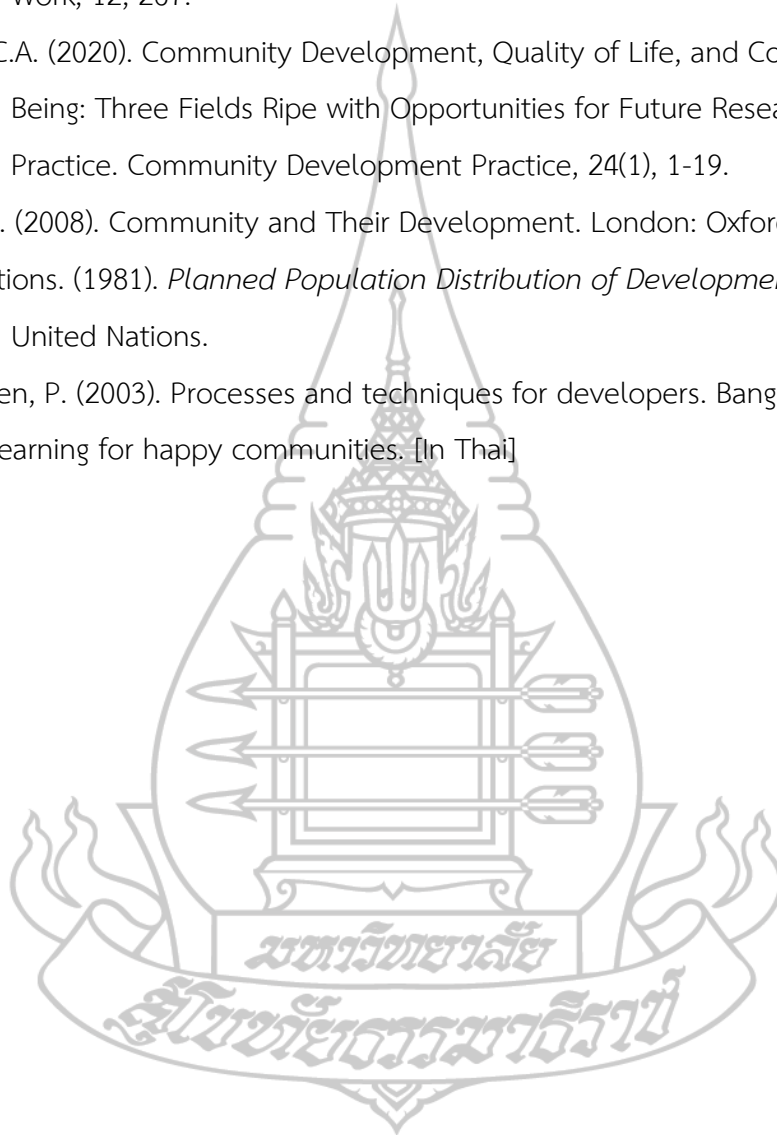 Work, 12, 267.
C.A. (2020). Community Development, Quality of Life, and Co
Being: Three Fields Ripe with Opportunities for Future Resea
Practice. Community Development Practice, 24(1), 1-19.
. (2008). Community and Their Development. London: Oxford
tions. (1981). Planned Population Distribution of Developmen
United Nations.
en, P. (2003). Processes and techniques for developers. Bang
earning for happy communities. [In Thai]
มหาวิทยาลัย
สุโขทัยธรรมาธิราช